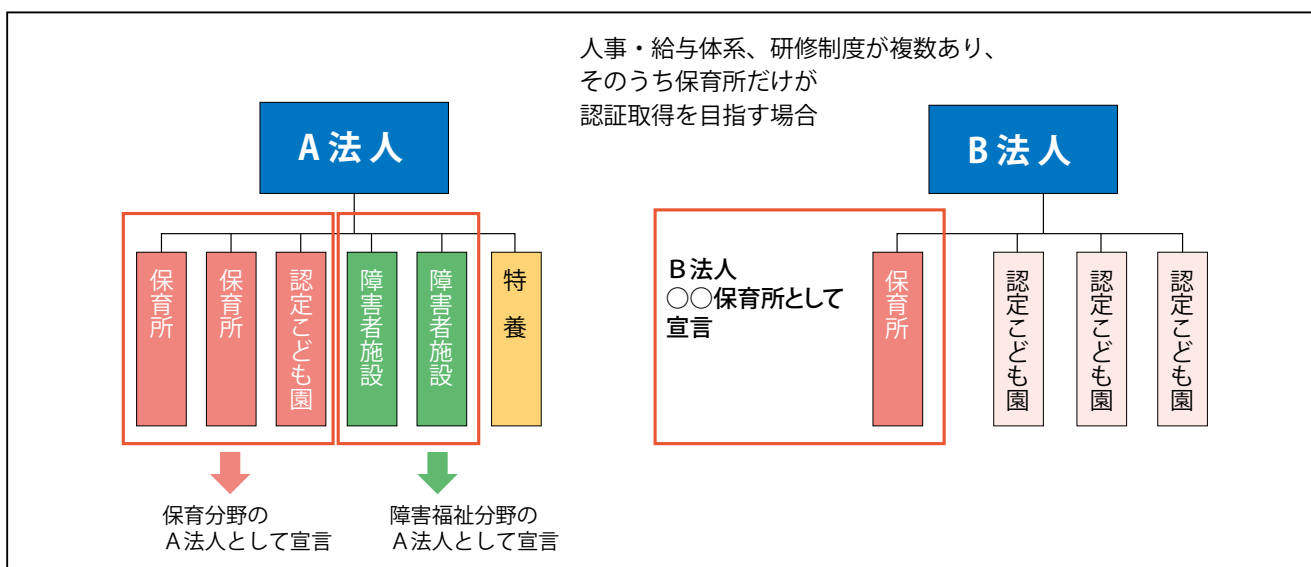 人事・給与体系、研修制度が複数あり、
そのうち保育所だけが
認証取得を目指す場合
A法人
保育所
保育所
認定こども園
障害者施設
障害者施設
特養
保育分野の
A法人として宣言
障害福祉分野の
A法人として宣言
B法人
B法人
○○保育所として
宣言
保育所
認定こども園
認定こども園
認定こども園